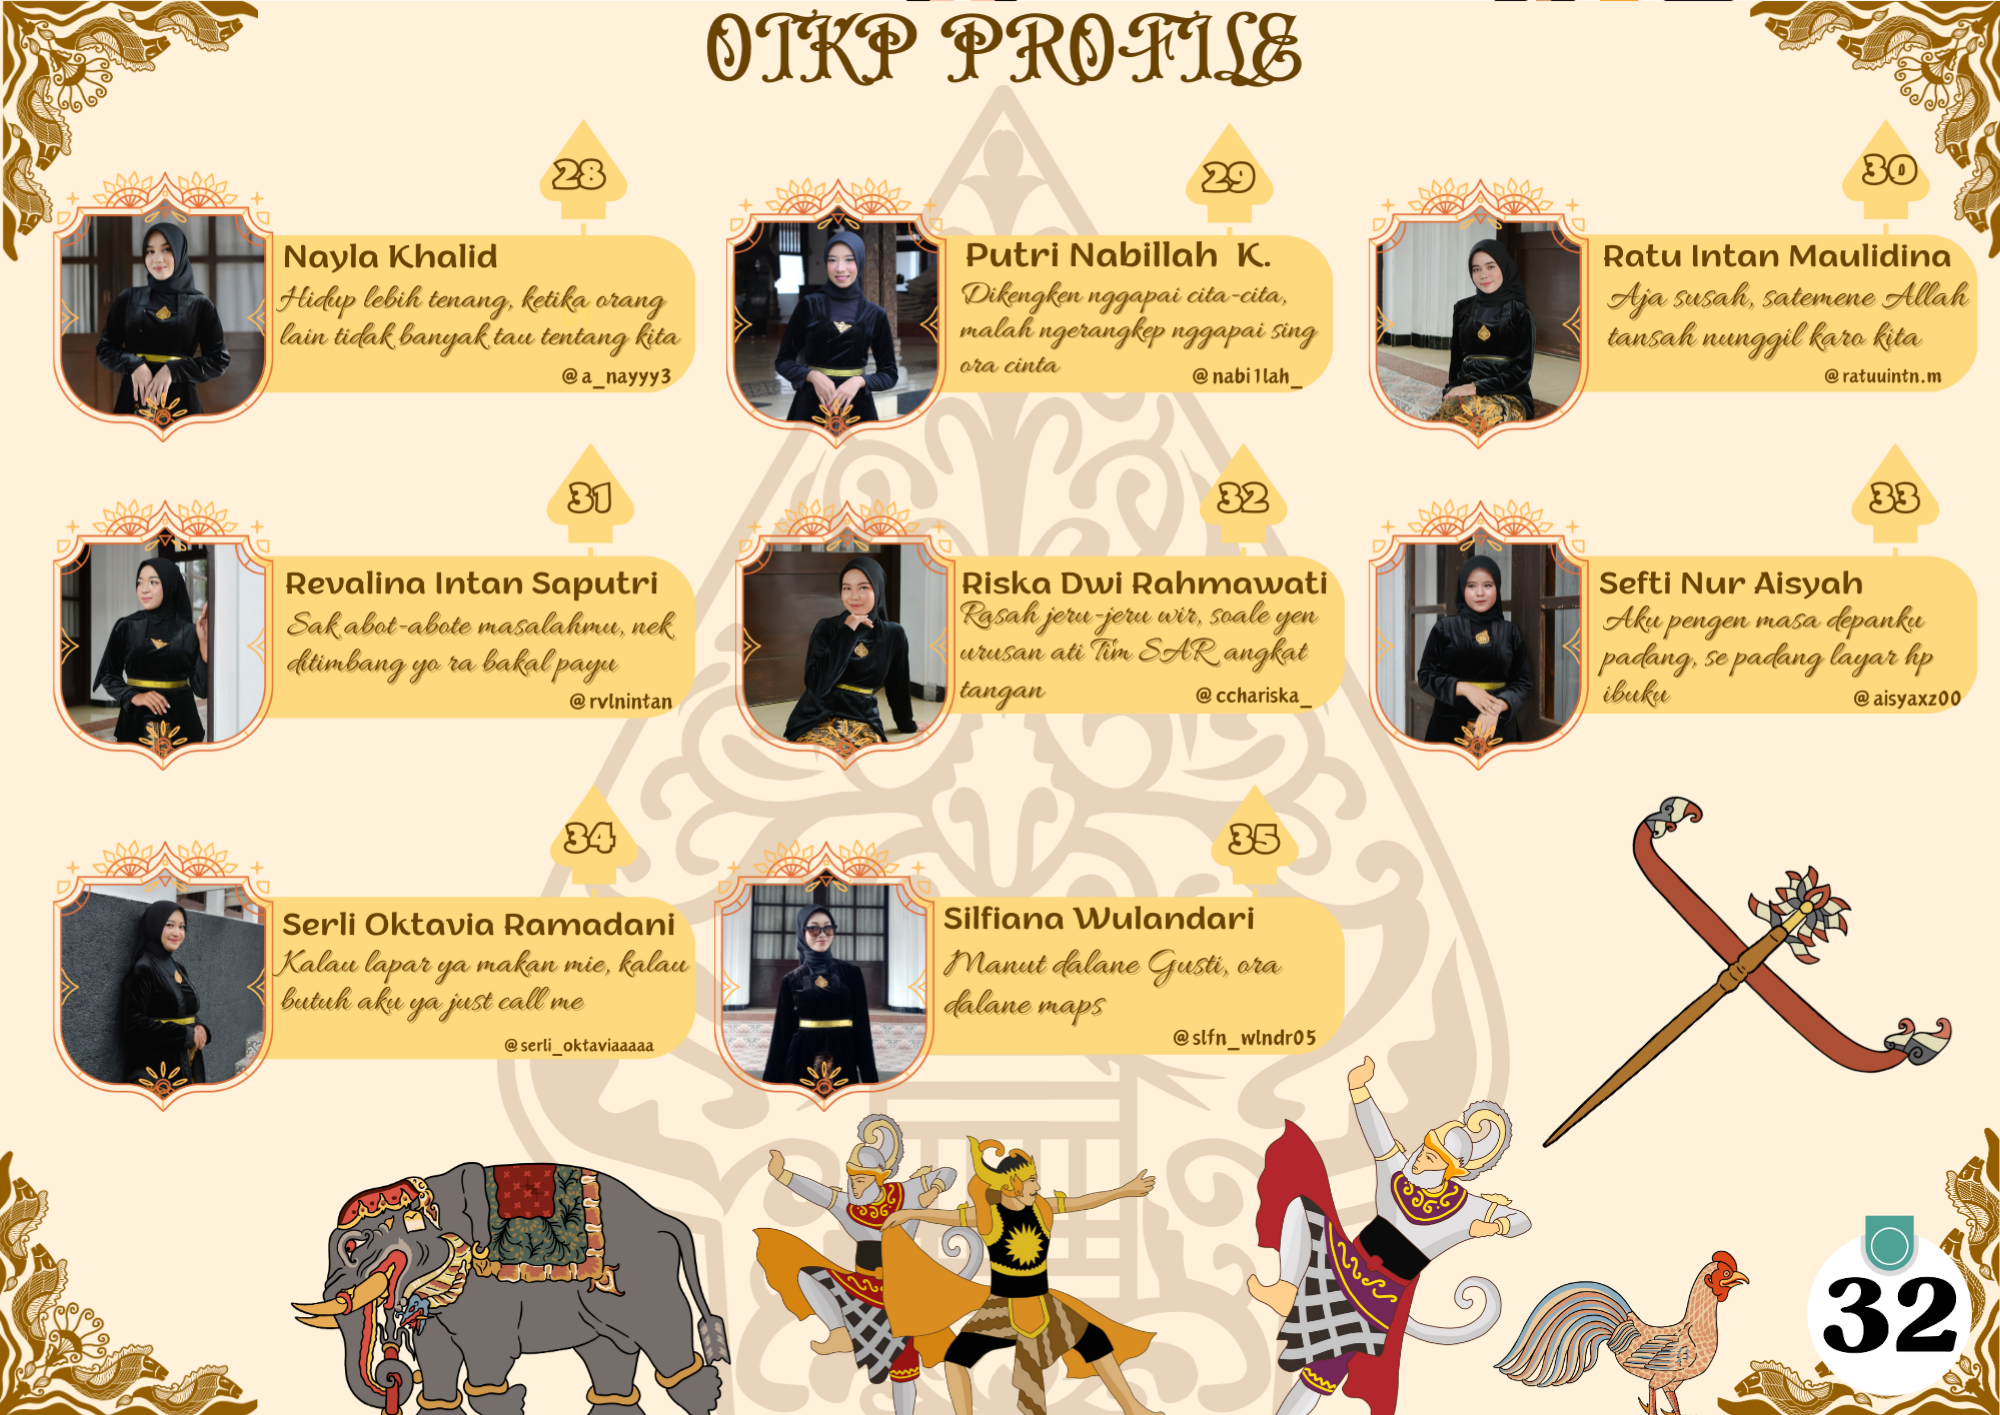 OTKP PROFILE
28
Nayla Khalid
Hidup lebih tenang, ketika orang
lain tidak banyak tau tentang kita
@a_nayyy3
29
Putri Nabillah K.
Dikengken nggapai cita-cita,
malah ngerangkep nggapai sing
ora cinta
@nabi1lah_
30
Ratu Intan Maulidina
Aja susah, satemene Allah
tansah nunggil karo kita
@ratuuintn.m
31
Revalina Intan Saputri
Sak abot-abote masalahmu, nek
ditimbang yo ra bakal payu
@rvlnintan
32
Riska Dwi Rahmawati
Rasah jeru-jeru wir, soale yen
urusan ati Tim SAR angkat
tangan
@cchariska_
33
Sefti Nur Aisyah
Aku pengen masa depanku
padang, se padang layar hp
ibuku
@aisyaxz00
34
Serli Oktavia Ramadani
Kalau lapar ya makan mie, kalau
butuh aku ya just call me
@serli_oktaviaaaaa
35
Silfiana Wulandari
Manut dalane Gusti, ora
dalane maps
@slfn_wlndr05
32